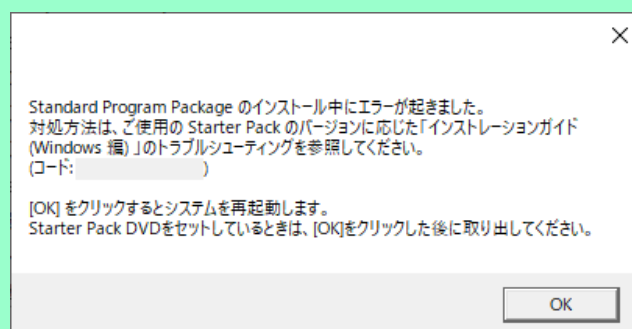 Standard Program Package のインストール中にエラーが起きました。
対処方法は、ご使用の Starter Pack のバージョンに応じた「インストレーションガイド
(Windows 編) 」のトラブルシューティングを参照してください。
(コード: )
[OK] をクリックするとシステムを再起動します。
Starter Pack DVDをセットしているときは、[OK]をクリックした後に取り出してください。
OK